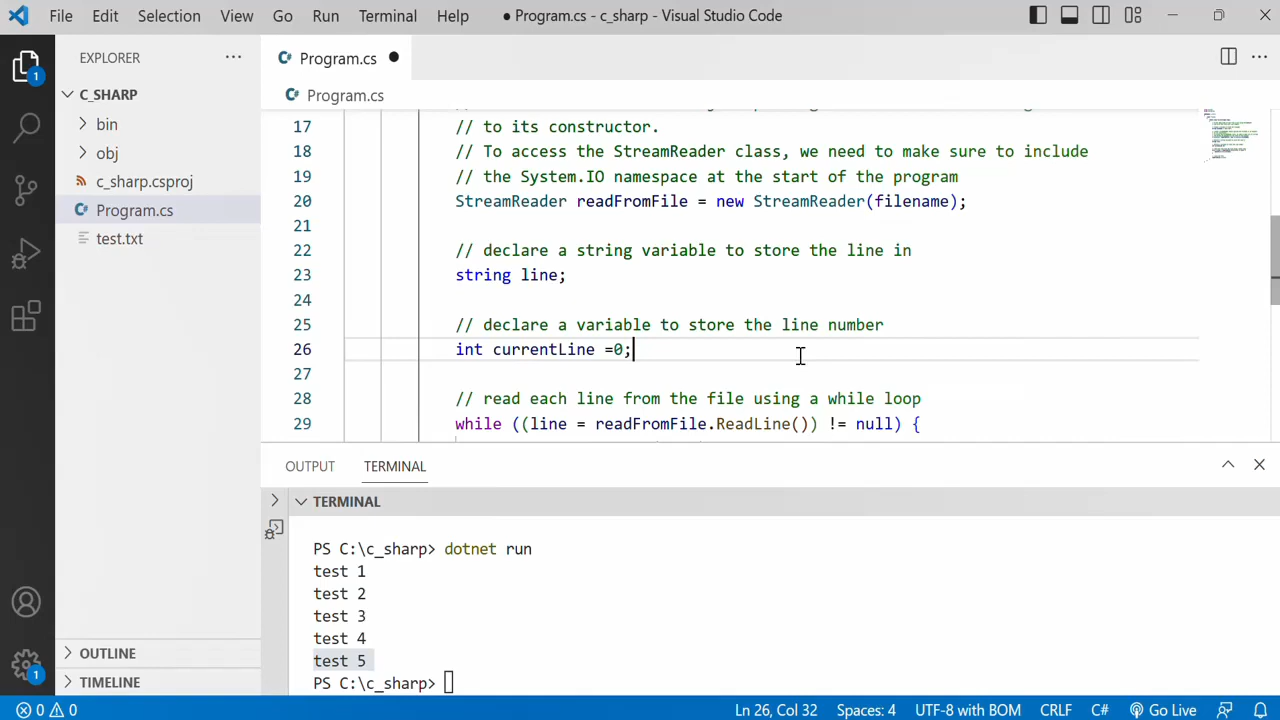 File Edit Selection View Go Run Terminal Help ● Program.cs - c_sharp - Visual Studio Code
EXPLORER ···
C# Program.cs ●
C# Program.cs
1
C_SHARP
bin
obj
c_sharp.csproj
C# Program.cs
test.txt
17 // to its constructor.
18 // To access the StreamReader class, we need to make sure to include
19 // the System.IO namespace at the start of the program
20 StreamReader readFromFile = new StreamReader(filename);
21
22 // declare a string variable to store the line in
23 string line;
24
25 // declare a variable to store the line number
26 int currentLine =0;
27
28 // read each line from the file using a while loop
29 while ((line = readFromFile.ReadLine()) != null) {
OUTPUT TERMINAL
TERMINAL
PS C:\c_sharp> dotnet run
test 1
test 2
test 3
test 4
test 5
PS C:\c_sharp>
OUTLINE
TIMELINE
1
0 0 Ln 26, Col 32 Spaces: 4 UTF-8 with BOM CRLF C# Go Live